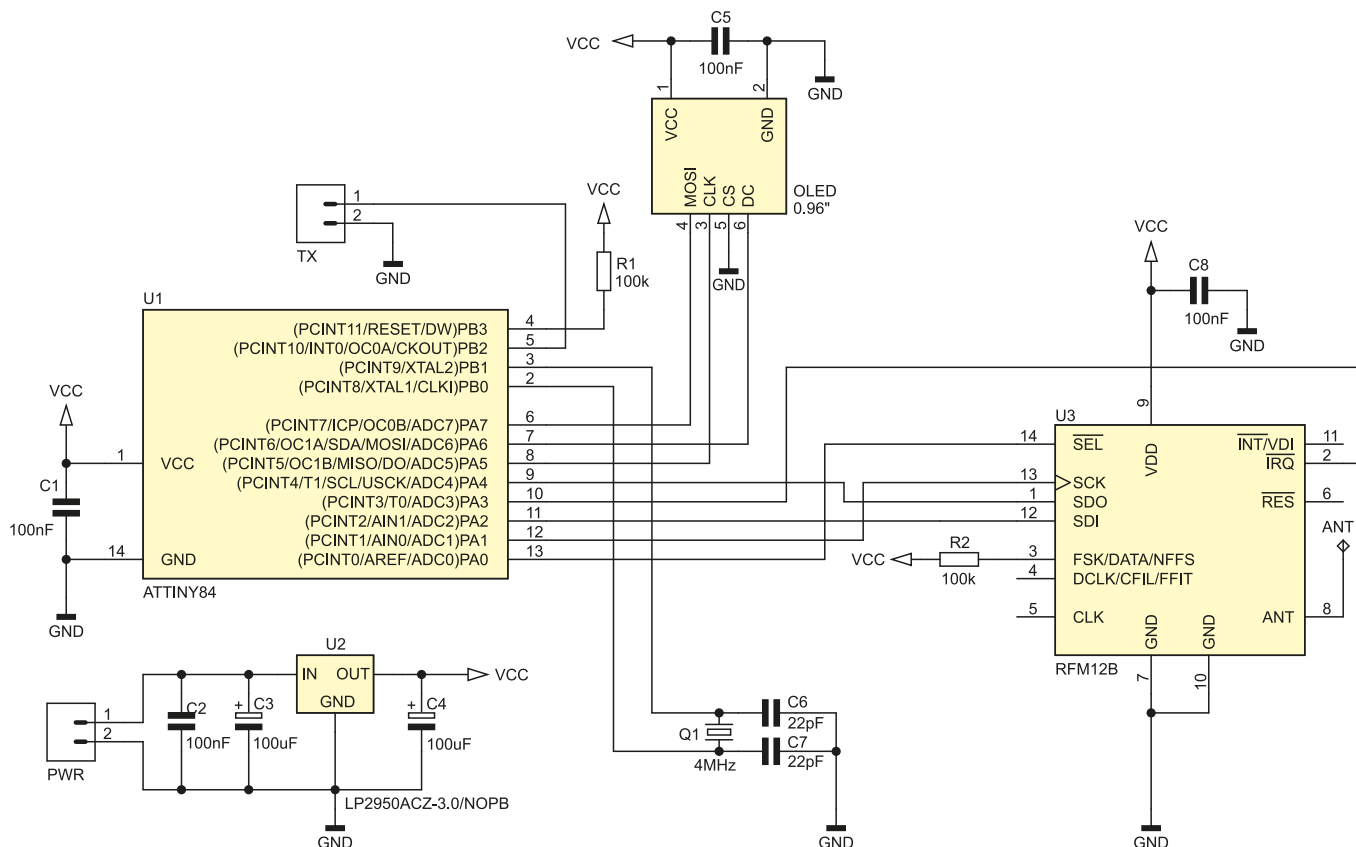 C5
VCC
100nF
GND
1
2
VCC
GND
MOSI
CLK
CS
DC
OLED
0.96"
4
3
5
6
GND
TX
1
2
GND
VCC
R1
100k
U1
(PCINT11/RESET/DW)PB3
4
(PCINT10/INT0/OC0A/CKOUT)PB2
5
(PCINT9/XTAL2)PB1
3
(PCINT8/XTAL1/CLKI)PB0
2
(PCINT7/ICP/OC0B/ADC7)PA7
6
(PCINT6/OC1A/SDA/MOSI/ADC6)PA6
7
(PCINT5/OC1B/MISO/DO/ADC5)PA5
8
(PCINT4/T1/SCL/USCK/ADC4)PA4
9
(PCINT3/T0/ADC3)PA3
10
(PCINT2/AIN1/ADC2)PA2
11
(PCINT1/AIN0/ADC1)PA1
12
(PCINT0/AREF/ADC0)PA0
13
1
VCC
14
GND
ATTINY84
VCC
C1
100nF
GND
VCC
C8
100nF
GND
U3
9
VDD
14
SEL
13
SCK
1
SDO
12
SDI
3
FSK/DATA/NFFS
4
DCLK/CFIL/FFIT
5
CLK
INT/VDI
11
IRQ
2
RES
6
ANT
ANT
8
GND
GND
RFM12B
7
10
GND
VCC
R2
100k
PWR
1
2
C2
100nF
+
C3
100uF
U2
IN
OUT
GND
+
C4
100uF
VCC
LP2950ACZ-3.0/NOPB
GND
Q1
4MHz
C6
22pF
C7
22pF
GND